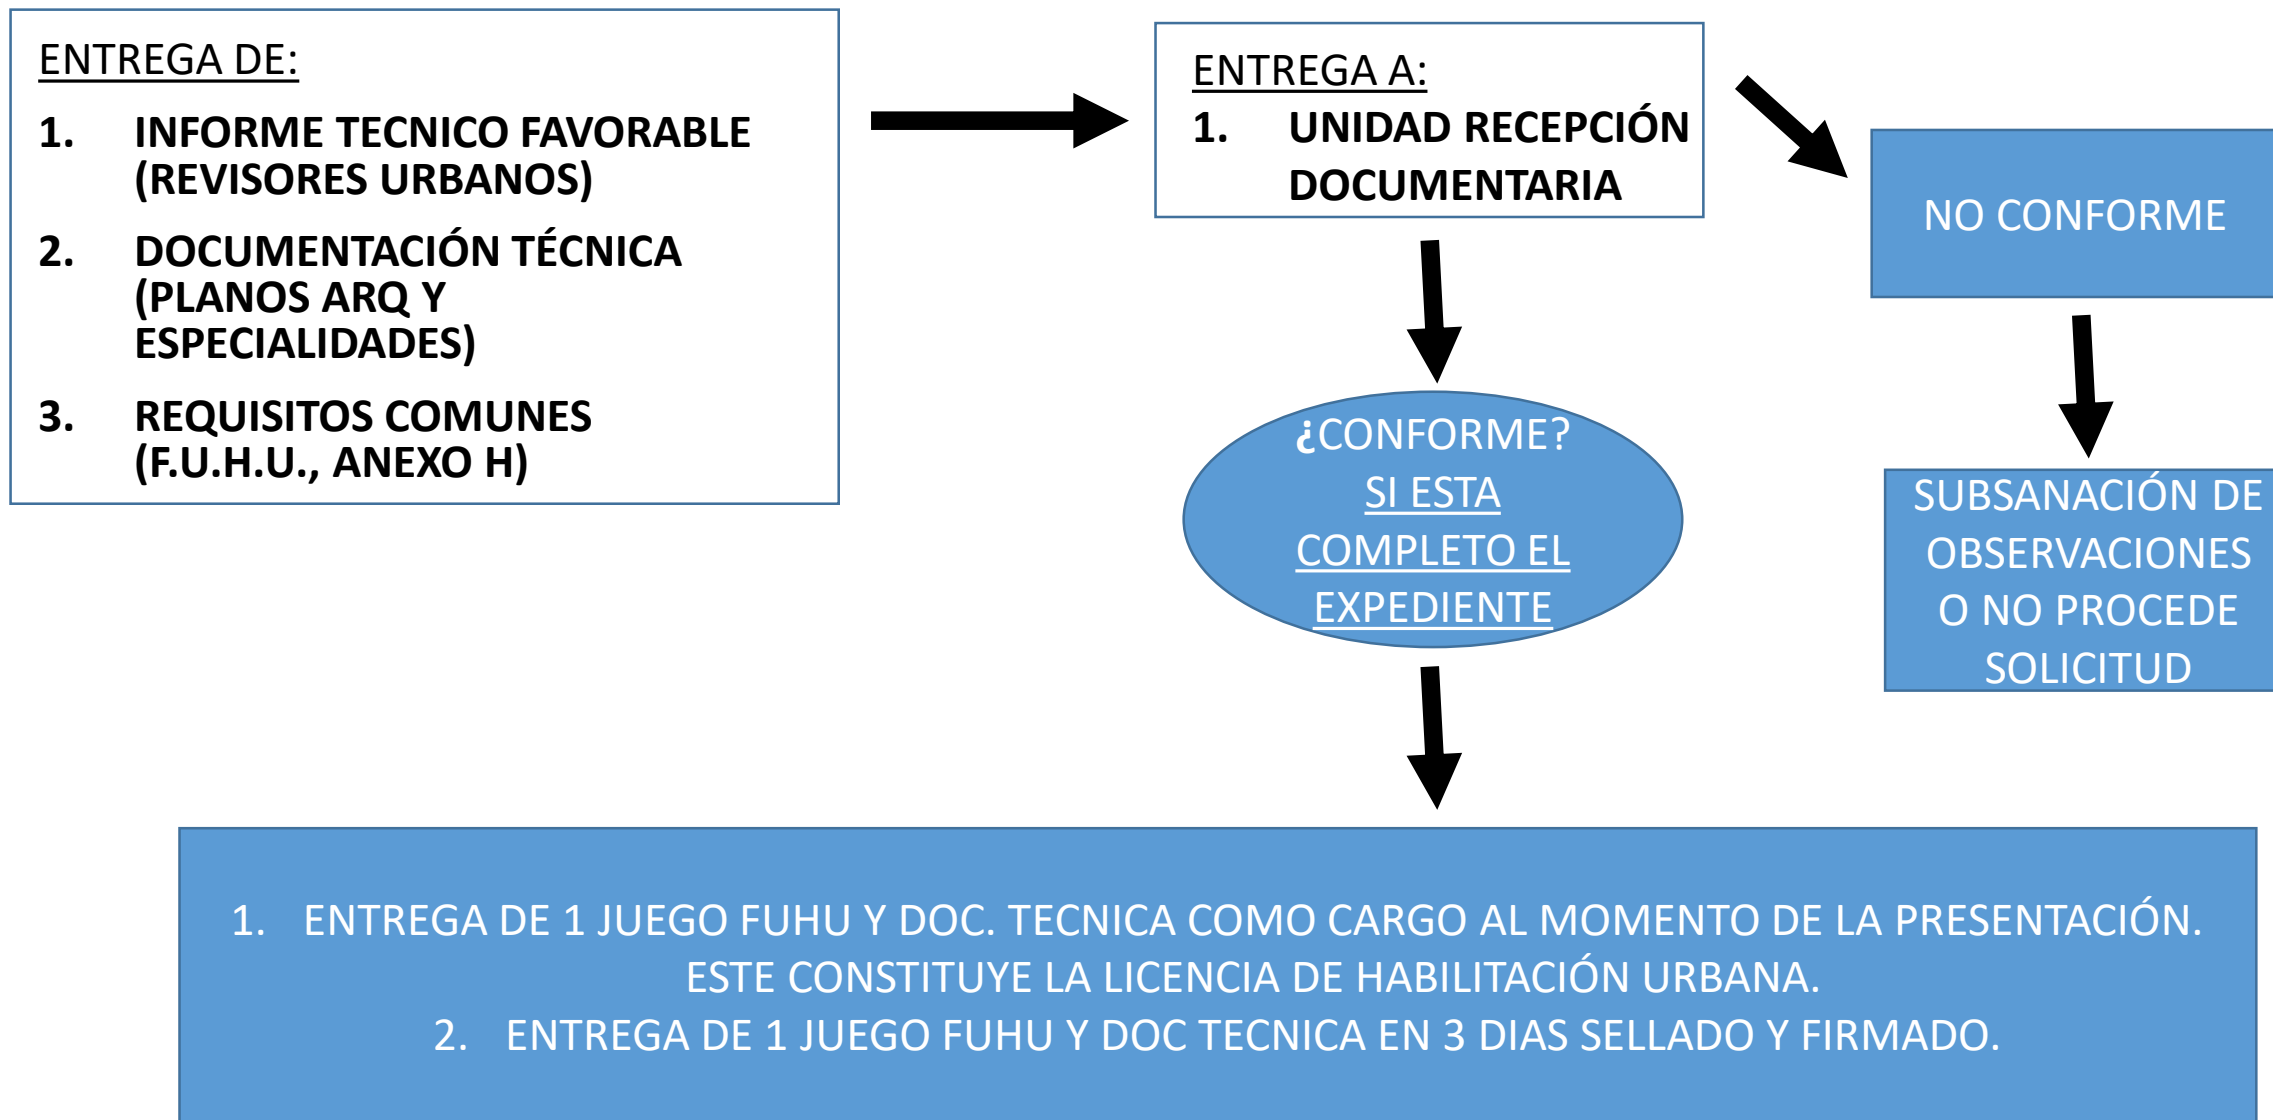 ENTREGA DE:
1. INFORME TECNICO FAVORABLE
(REVISORES URBANOS)
2. DOCUMENTACIÓN TÉCNICA
(PLANOS ARQ Y
ESPECIALIDADES)
3. REQUISITOS COMUNES
(F.U.H.U., ANEXO H)
ENTREGA A:
1. UNIDAD RECEPCIÓN
DOCUMENTARIA
NO CONFORME
¿CONFORME?
SI ESTA
COMPLETO EL
EXPEDIENTE
SUBSANACIÓN DE
OBSERVACIONES
O NO PROCEDE
SOLICITUD
1. ENTREGA DE 1 JUEGO FUHU Y DOC. TECNICA COMO CARGO AL MOMENTO DE LA PRESENTACIÓN.
ESTE CONSTITUYE LA LICENCIA DE HABILITACIÓN URBANA.
2. ENTREGA DE 1 JUEGO FUHU Y DOC TECNICA EN 3 DIAS SELLADO Y FIRMADO.